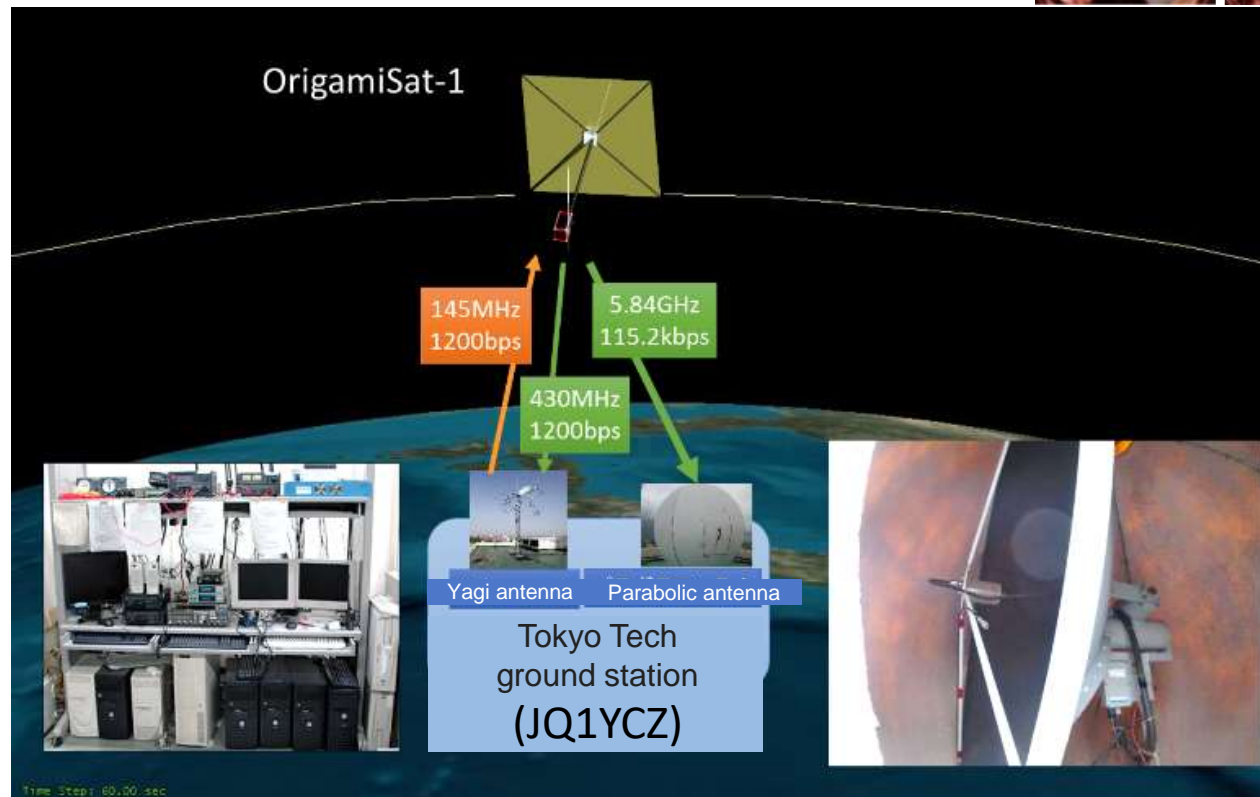 OrigamiSat-1
145MHz
1200bps
5.84GHz
115.2kbps
430MHz
1200bps
Yagi antenna
Parabolic antenna
Tokyo Tech
ground station
(JQ1YCZ)
Time Step: 60.00 sec